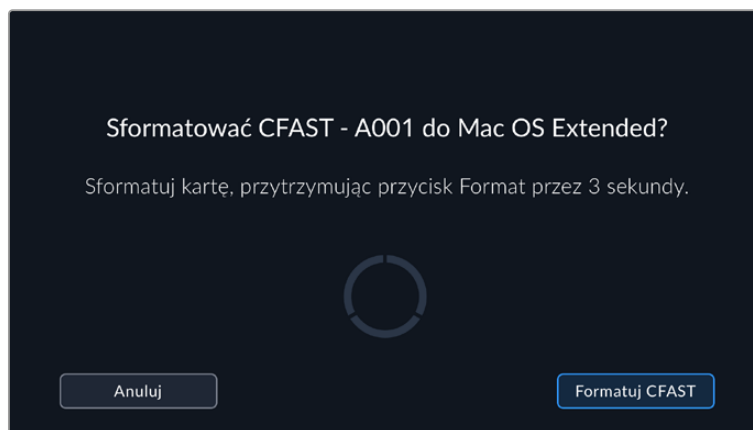 Sformatować CFAST - A001 do Mac OS Extended?
Sformatuj kartę, przytrzymując przycisk Format przez 3 sekundy.
Anuluj
Formatuj CFAST